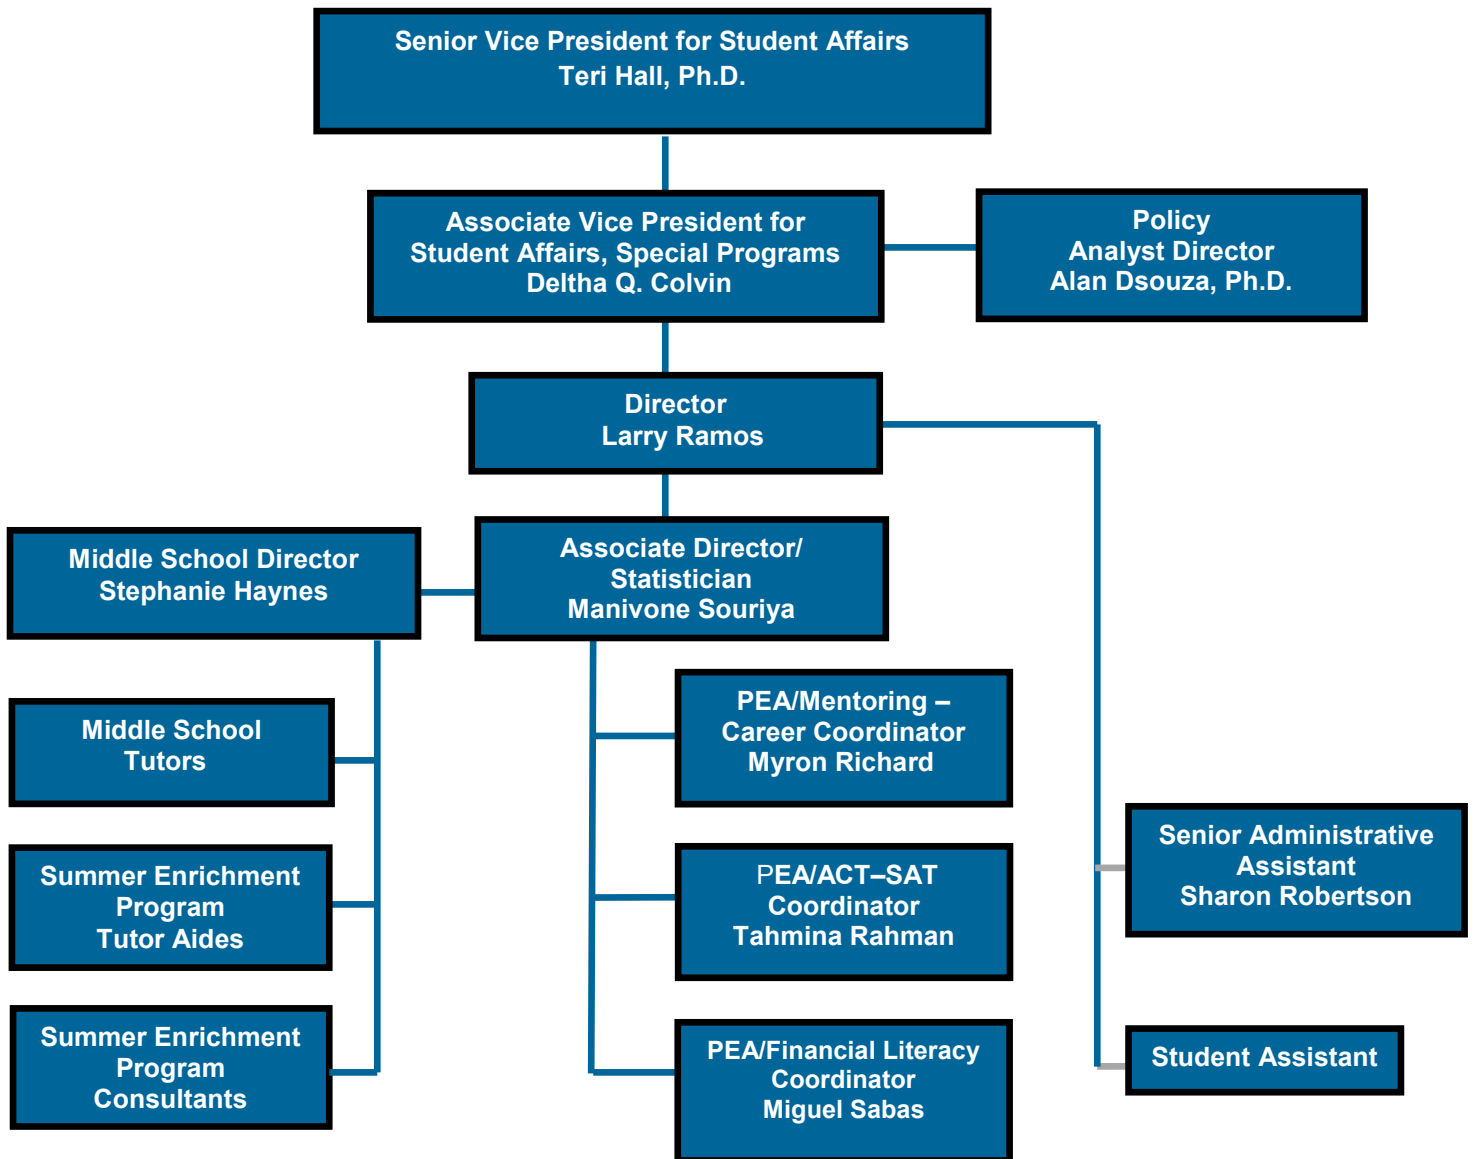 Senior Vice President for Student Affairs
Teri Hall, Ph.D.
Associate Vice President for
Student Affairs, Special Programs
Deltha Q. Colvin
Policy
Analyst Director
Alan Dsouza, Ph.D.
Director
Larry Ramos
Middle School Director
Stephanie Haynes
Associate Director/
Statistician
Manivone Souriya
Middle School
Tutors
Summer Enrichment
Program
Tutor Aides
Summer Enrichment
Program
Consultants
PEA/Mentoring –
Career Coordinator
Myron Richard
PEA/ACT–SAT
Coordinator
Tahmina Rahman
PEA/Financial Literacy
Coordinator
Miguel Sabas
Senior Administrative
Assistant
Sharon Robertson
Student Assistant